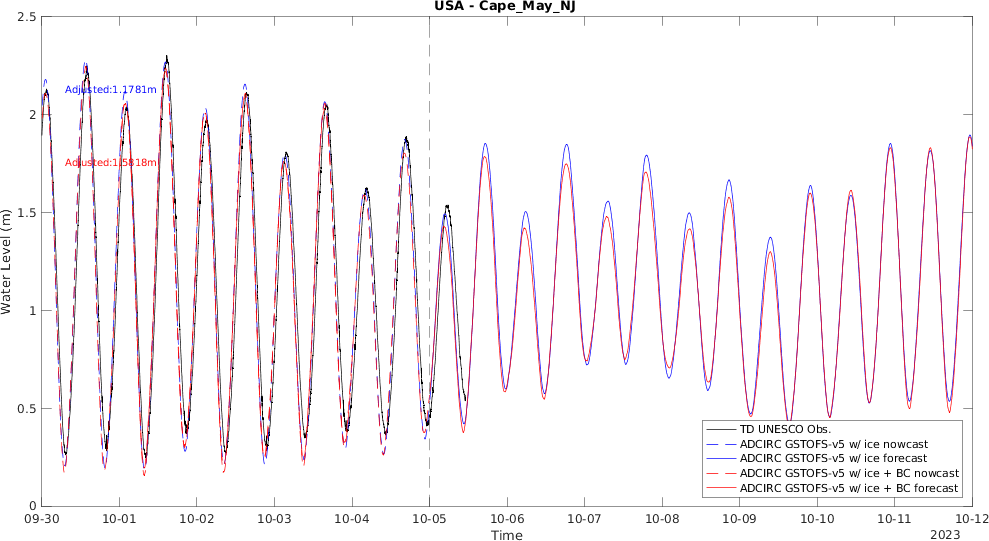 USA - Cape_May_NJ
2.5
2
1.5
1
0.5
0
Water Level (m)
Adjusted:1.1781m
Adjusted:1.5818m
TD UNESCO Obs.
ADCIRC GSTOFS-v5 w/ ice nowcast
ADCIRC GSTOFS-v5 w/ ice forecast
ADCIRC GSTOFS-v5 w/ ice + BC nowcast
ADCIRC GSTOFS-v5 w/ ice + BC forecast
09-30 10-01 10-02 10-03 10-04 10-05 10-06 10-07 10-08 10-09 10-10 10-11 10-12
Time
2023